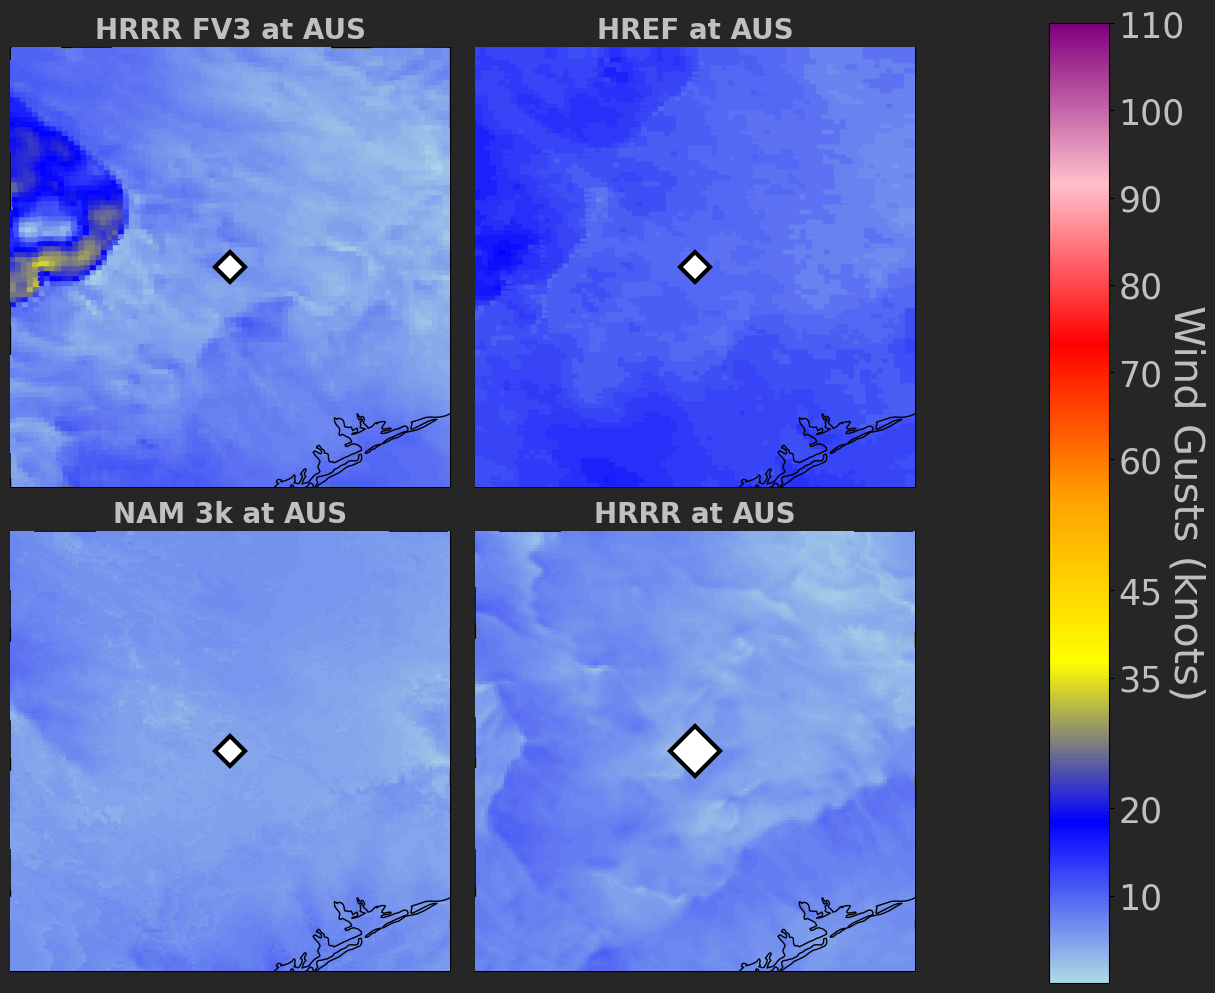 HRRR FV3 at AUS
HREF at AUS
NAM 3k at AUS
HRRR at AUS
110
100
90
80
70
60
45
35
20
10
Wind Gusts (knots)